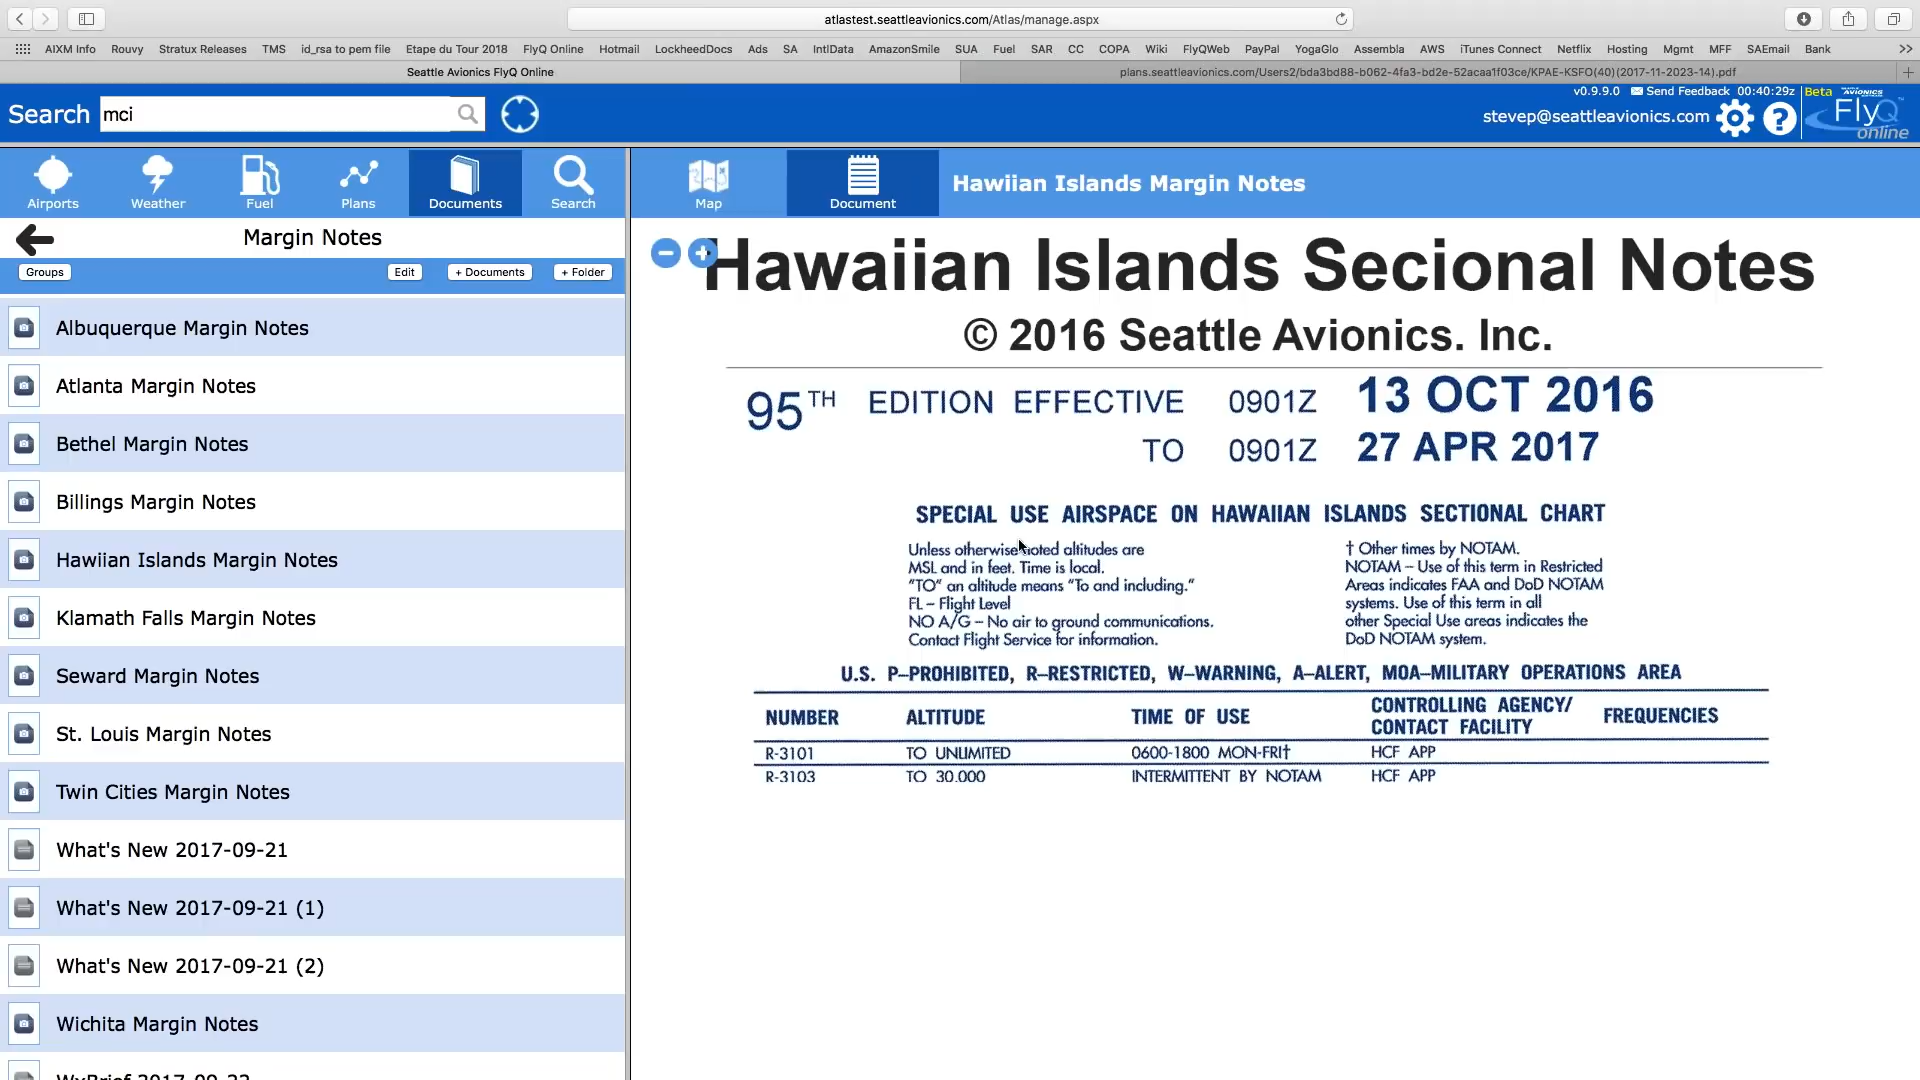 atlastest.seattleavionics.com/Atlas/manage.aspx
AIXM Info Rouvy Stratux Releases TMS id_rsa to pem file Etape du Tour 2018 FlyQ Online Hotmail LockheedDocs Ads SA IntlData AmazonSmile SUA Fuel SAR CC COPA Wiki FlyQWeb PayPal YogaGlo Assembla AWS iTunes Connect Netflix Hosting Mgmt MFF SAEmail Bank >>
Seattle Avionics FlyQ Online
plans.seattleavionics.com/Users2/bda3bd88-b062-4fa3-bd2e-52acaa1f03ce/KPAE-KSFO(40)(2017-11-2023-14).pdf
v0.9.9.0 Send Feedback 00:40:29z Beta
AVIONICS
Search mci
stevep@seattleavionics.com
FlyQ
online
Airports Weather Fuel Plans Documents Search
Map Document
Hawiian Islands Margin Notes
Margin Notes
Groups Edit + Documents + Folder
Albuquerque Margin Notes
Atlanta Margin Notes
Bethel Margin Notes
Billings Margin Notes
Hawiian Islands Margin Notes
Klamath Falls Margin Notes
Seward Margin Notes
St. Louis Margin Notes
Twin Cities Margin Notes
What's New 2017-09-21
What's New 2017-09-21 (1)
What's New 2017-09-21 (2)
Wichita Margin Notes
WxBrief 2017-09-22
Hawaiian Islands Secional Notes
© 2016 Seattle Avionics. Inc.
95TH EDITION EFFECTIVE 0901Z 13 OCT 2016
TO 0901Z 27 APR 2017
SPECIAL USE AIRSPACE ON HAWAIIAN ISLANDS SECTIONAL CHART
Unless otherwise noted altitudes are
MSL and in feet. Time is local.
"TO" an altitude means "To and including."
FL – Flight Level
NO A/G – No air to ground communications.
Contact Flight Service for information.
† Other times by NOTAM.
NOTAM – Use of this term in Restricted
Areas indicates FAA and DoD NOTAM
systems. Use of this term in all
other Special Use areas indicates the
DoD NOTAM system.
U.S. P–PROHIBITED, R–RESTRICTED, W–WARNING, A–ALERT, MOA–MILITARY OPERATIONS AREA
NUMBER ALTITUDE TIME OF USE CONTROLLING AGENCY/
CONTACT FACILITY FREQUENCIES
R-3101 TO UNLIMITED 0600-1800 MON-FRI† HCF APP
R-3103 TO 30,000 INTERMITTENT BY NOTAM HCF APP